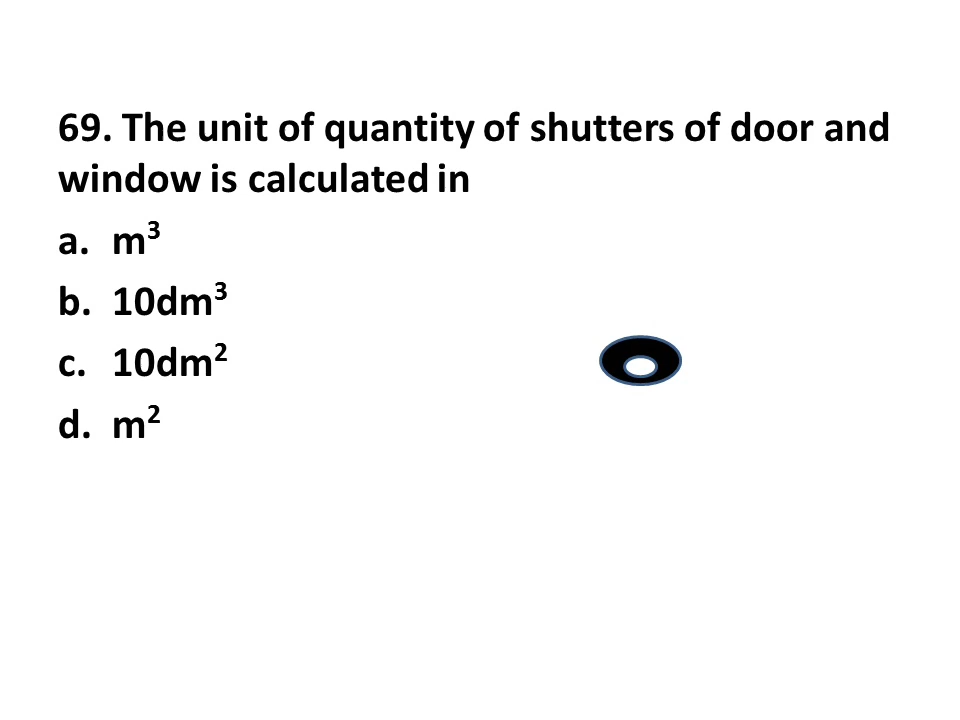 69. The unit of quantity of shutters of door and
window is calculated in
a. m³
b. 10dm³
c. 10dm²
d. m²